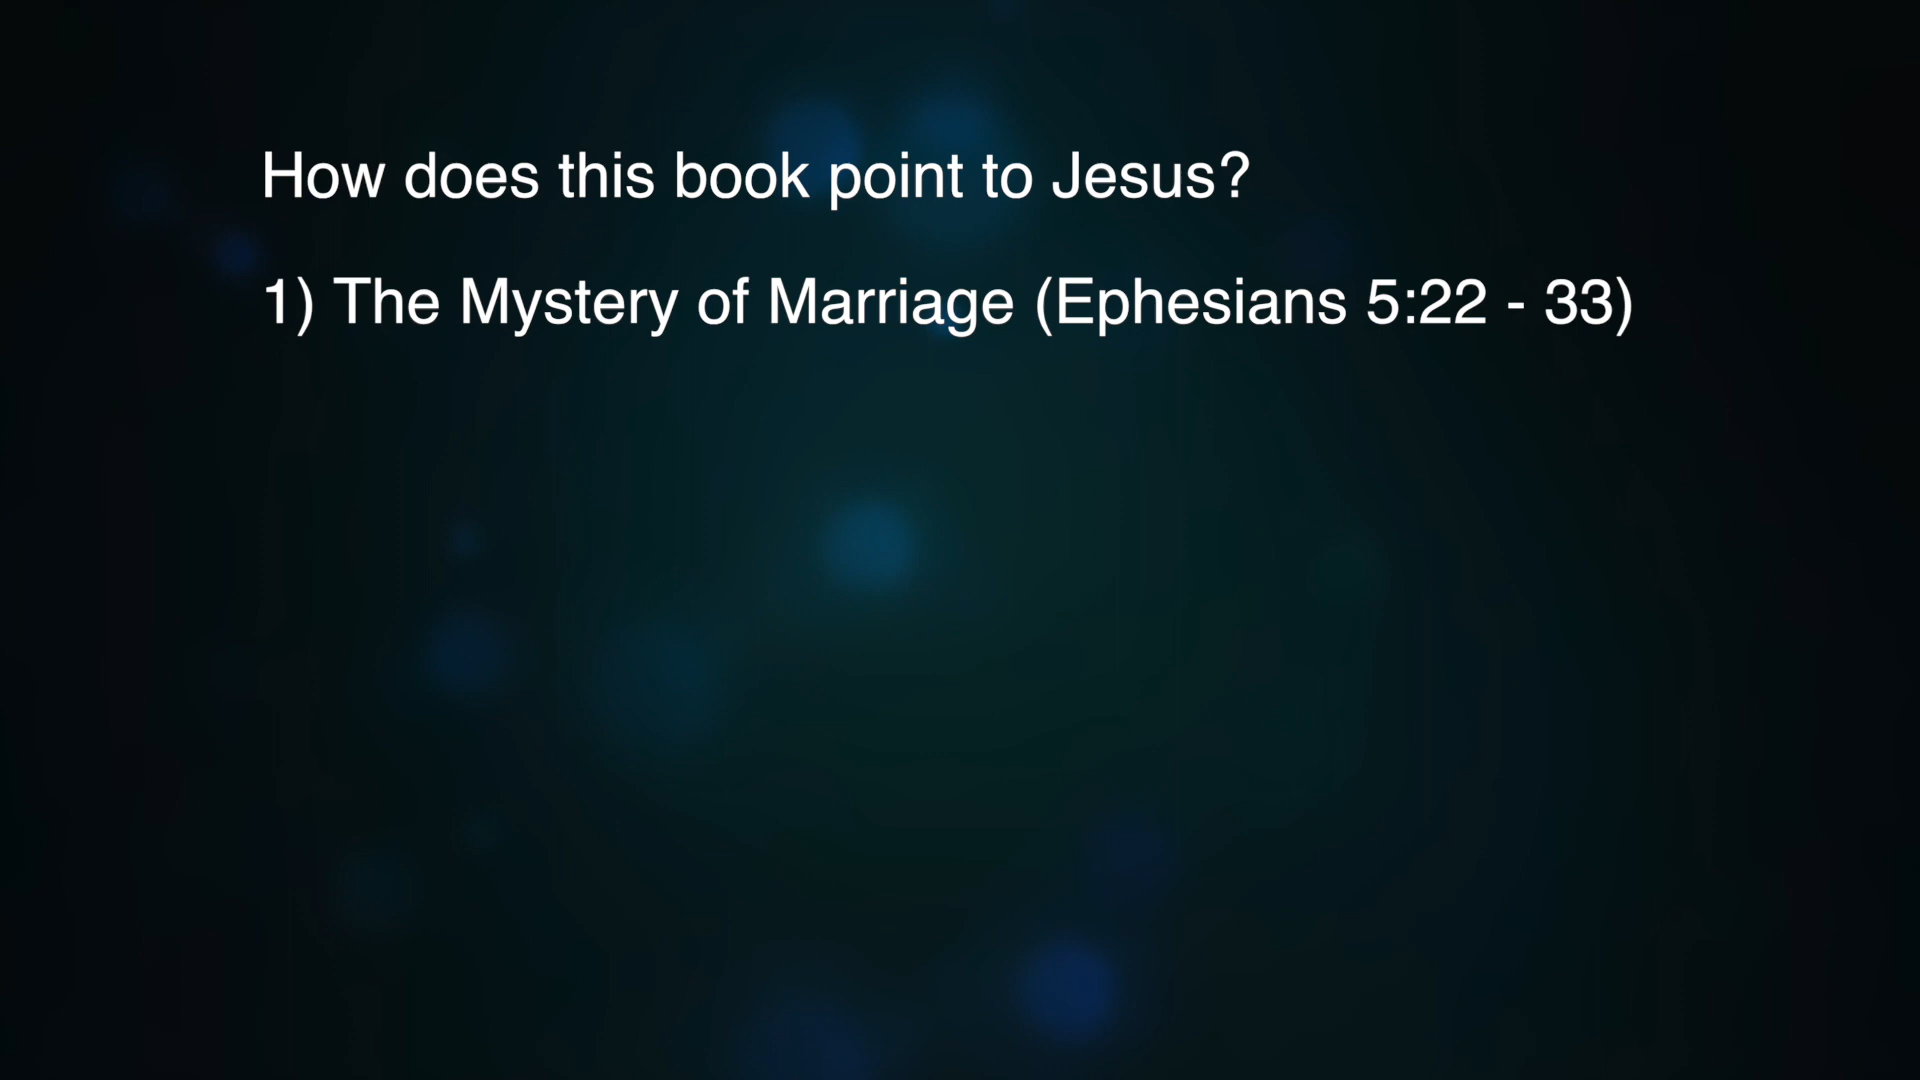 How does this book point to Jesus?
1) The Mystery of Marriage (Ephesians 5:22 - 33)